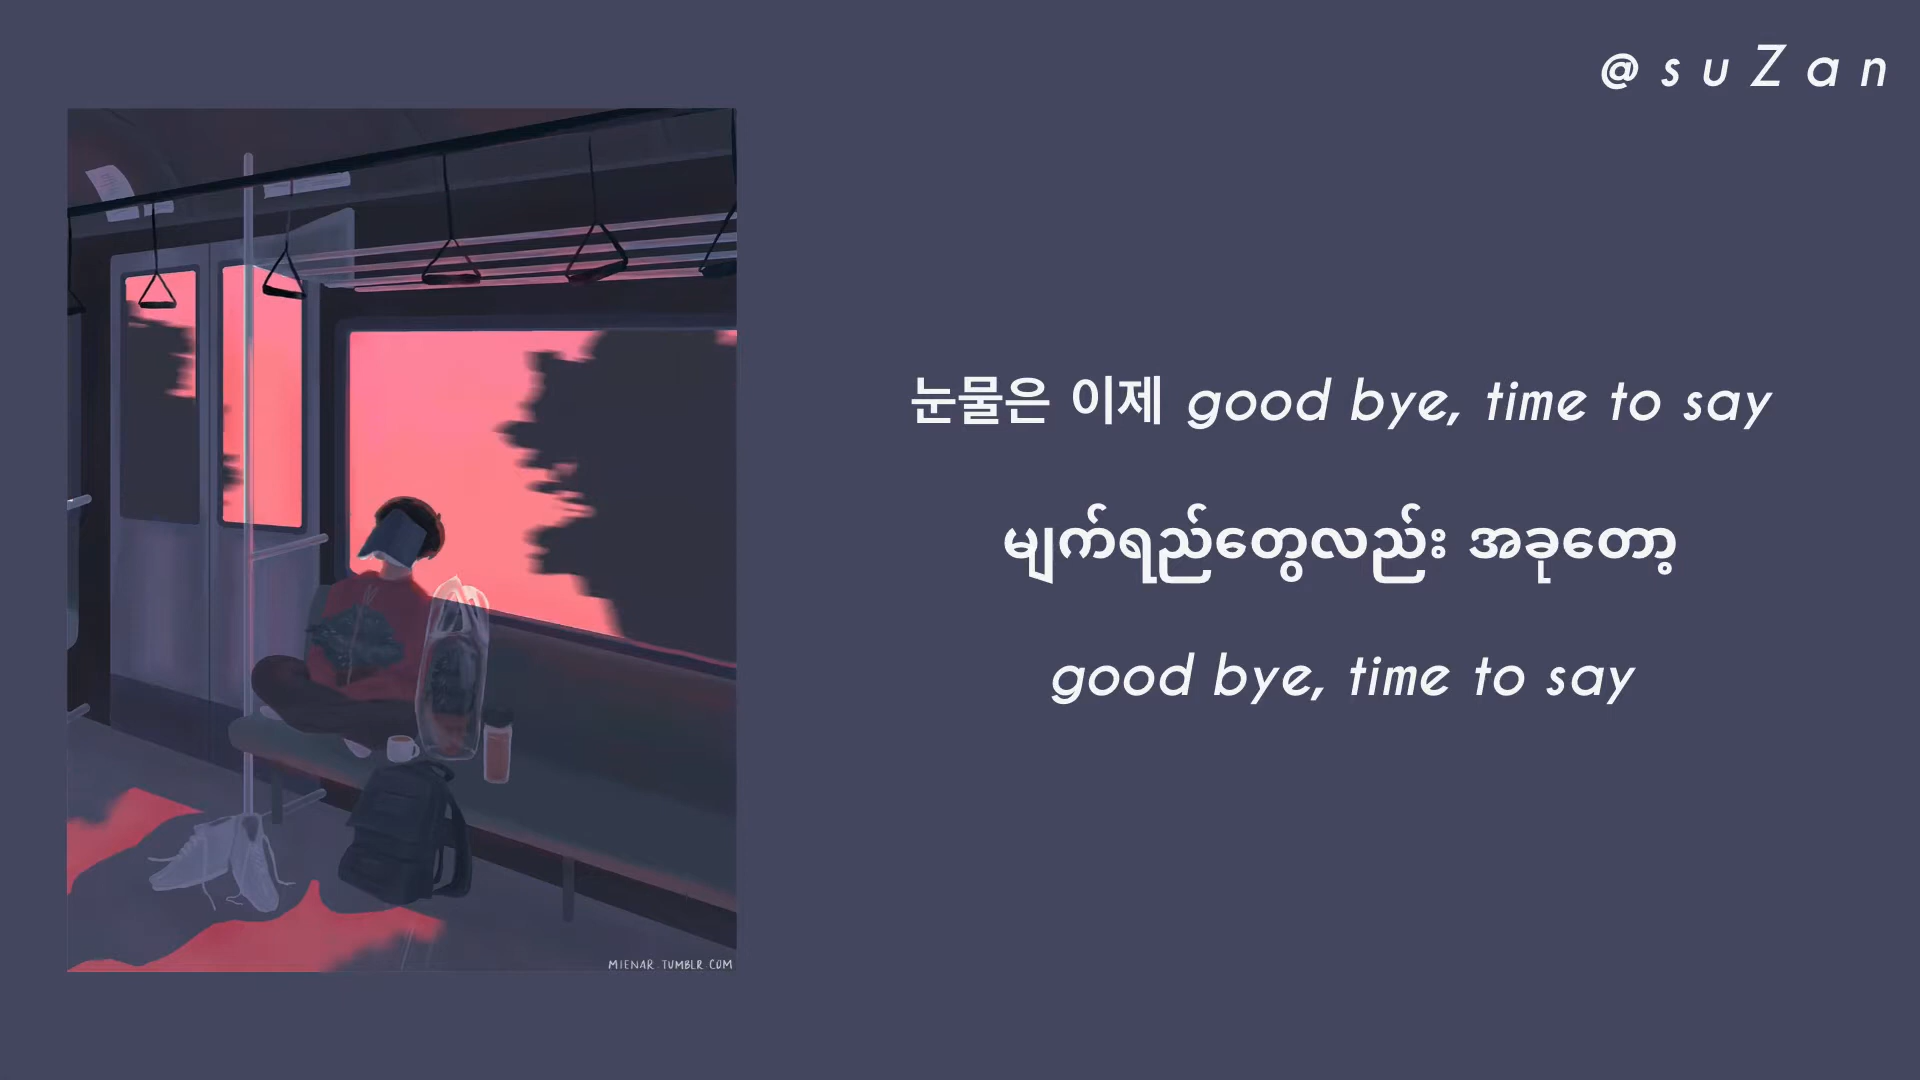 @suZan
눈물은 이제 good bye, time to say
မျက်ရည်တွေလည်း အခုတော့
good bye, time to say
MIENAR.TUMBLR.COM